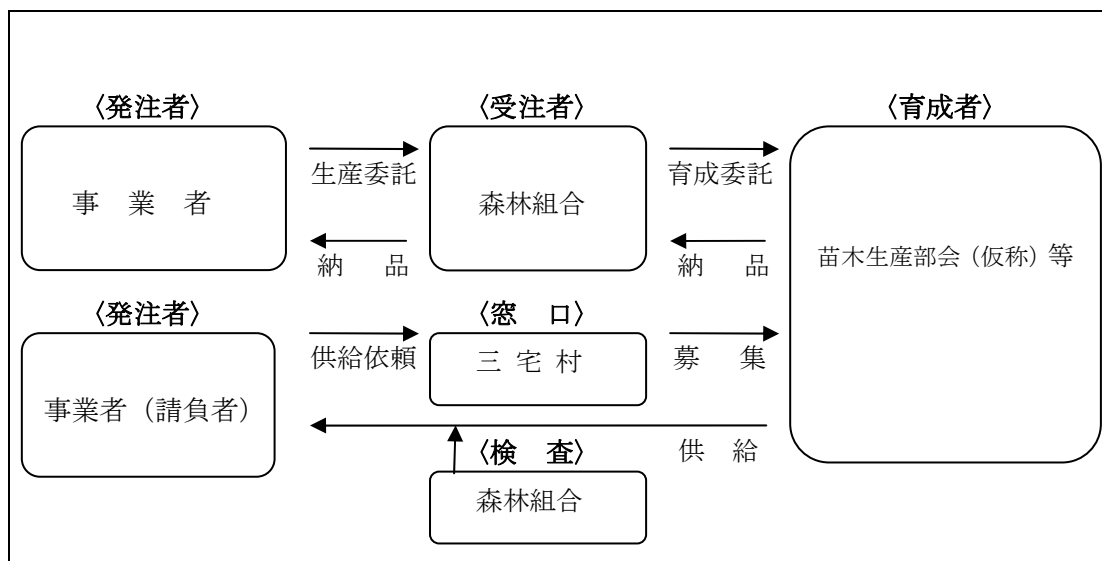 〈発注者〉 〈受注者〉 〈育成者〉
事 業 者
生産委託
森林組合
育成委託
納 品
納 品
苗木生産部会（仮称）等
〈発注者〉 〈窓 口〉
事業者（請負者）
供給依頼
三 宅 村
募 集
〈検 査〉
供 給
森林組合